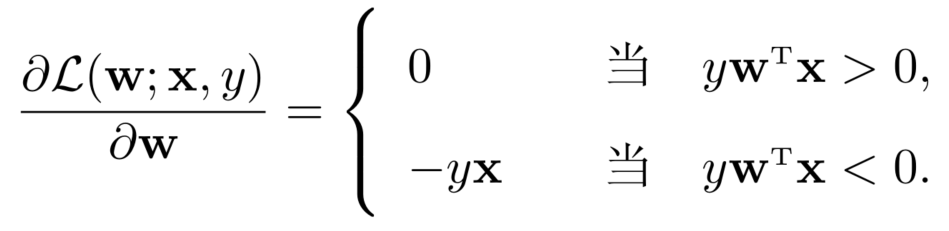 ∂ℒ(𝐰; 𝐱, y) / ∂𝐰 = {
0 当 y𝐰ᵀ𝐱 > 0,
−y𝐱 当 y𝐰ᵀ𝐱 < 0.